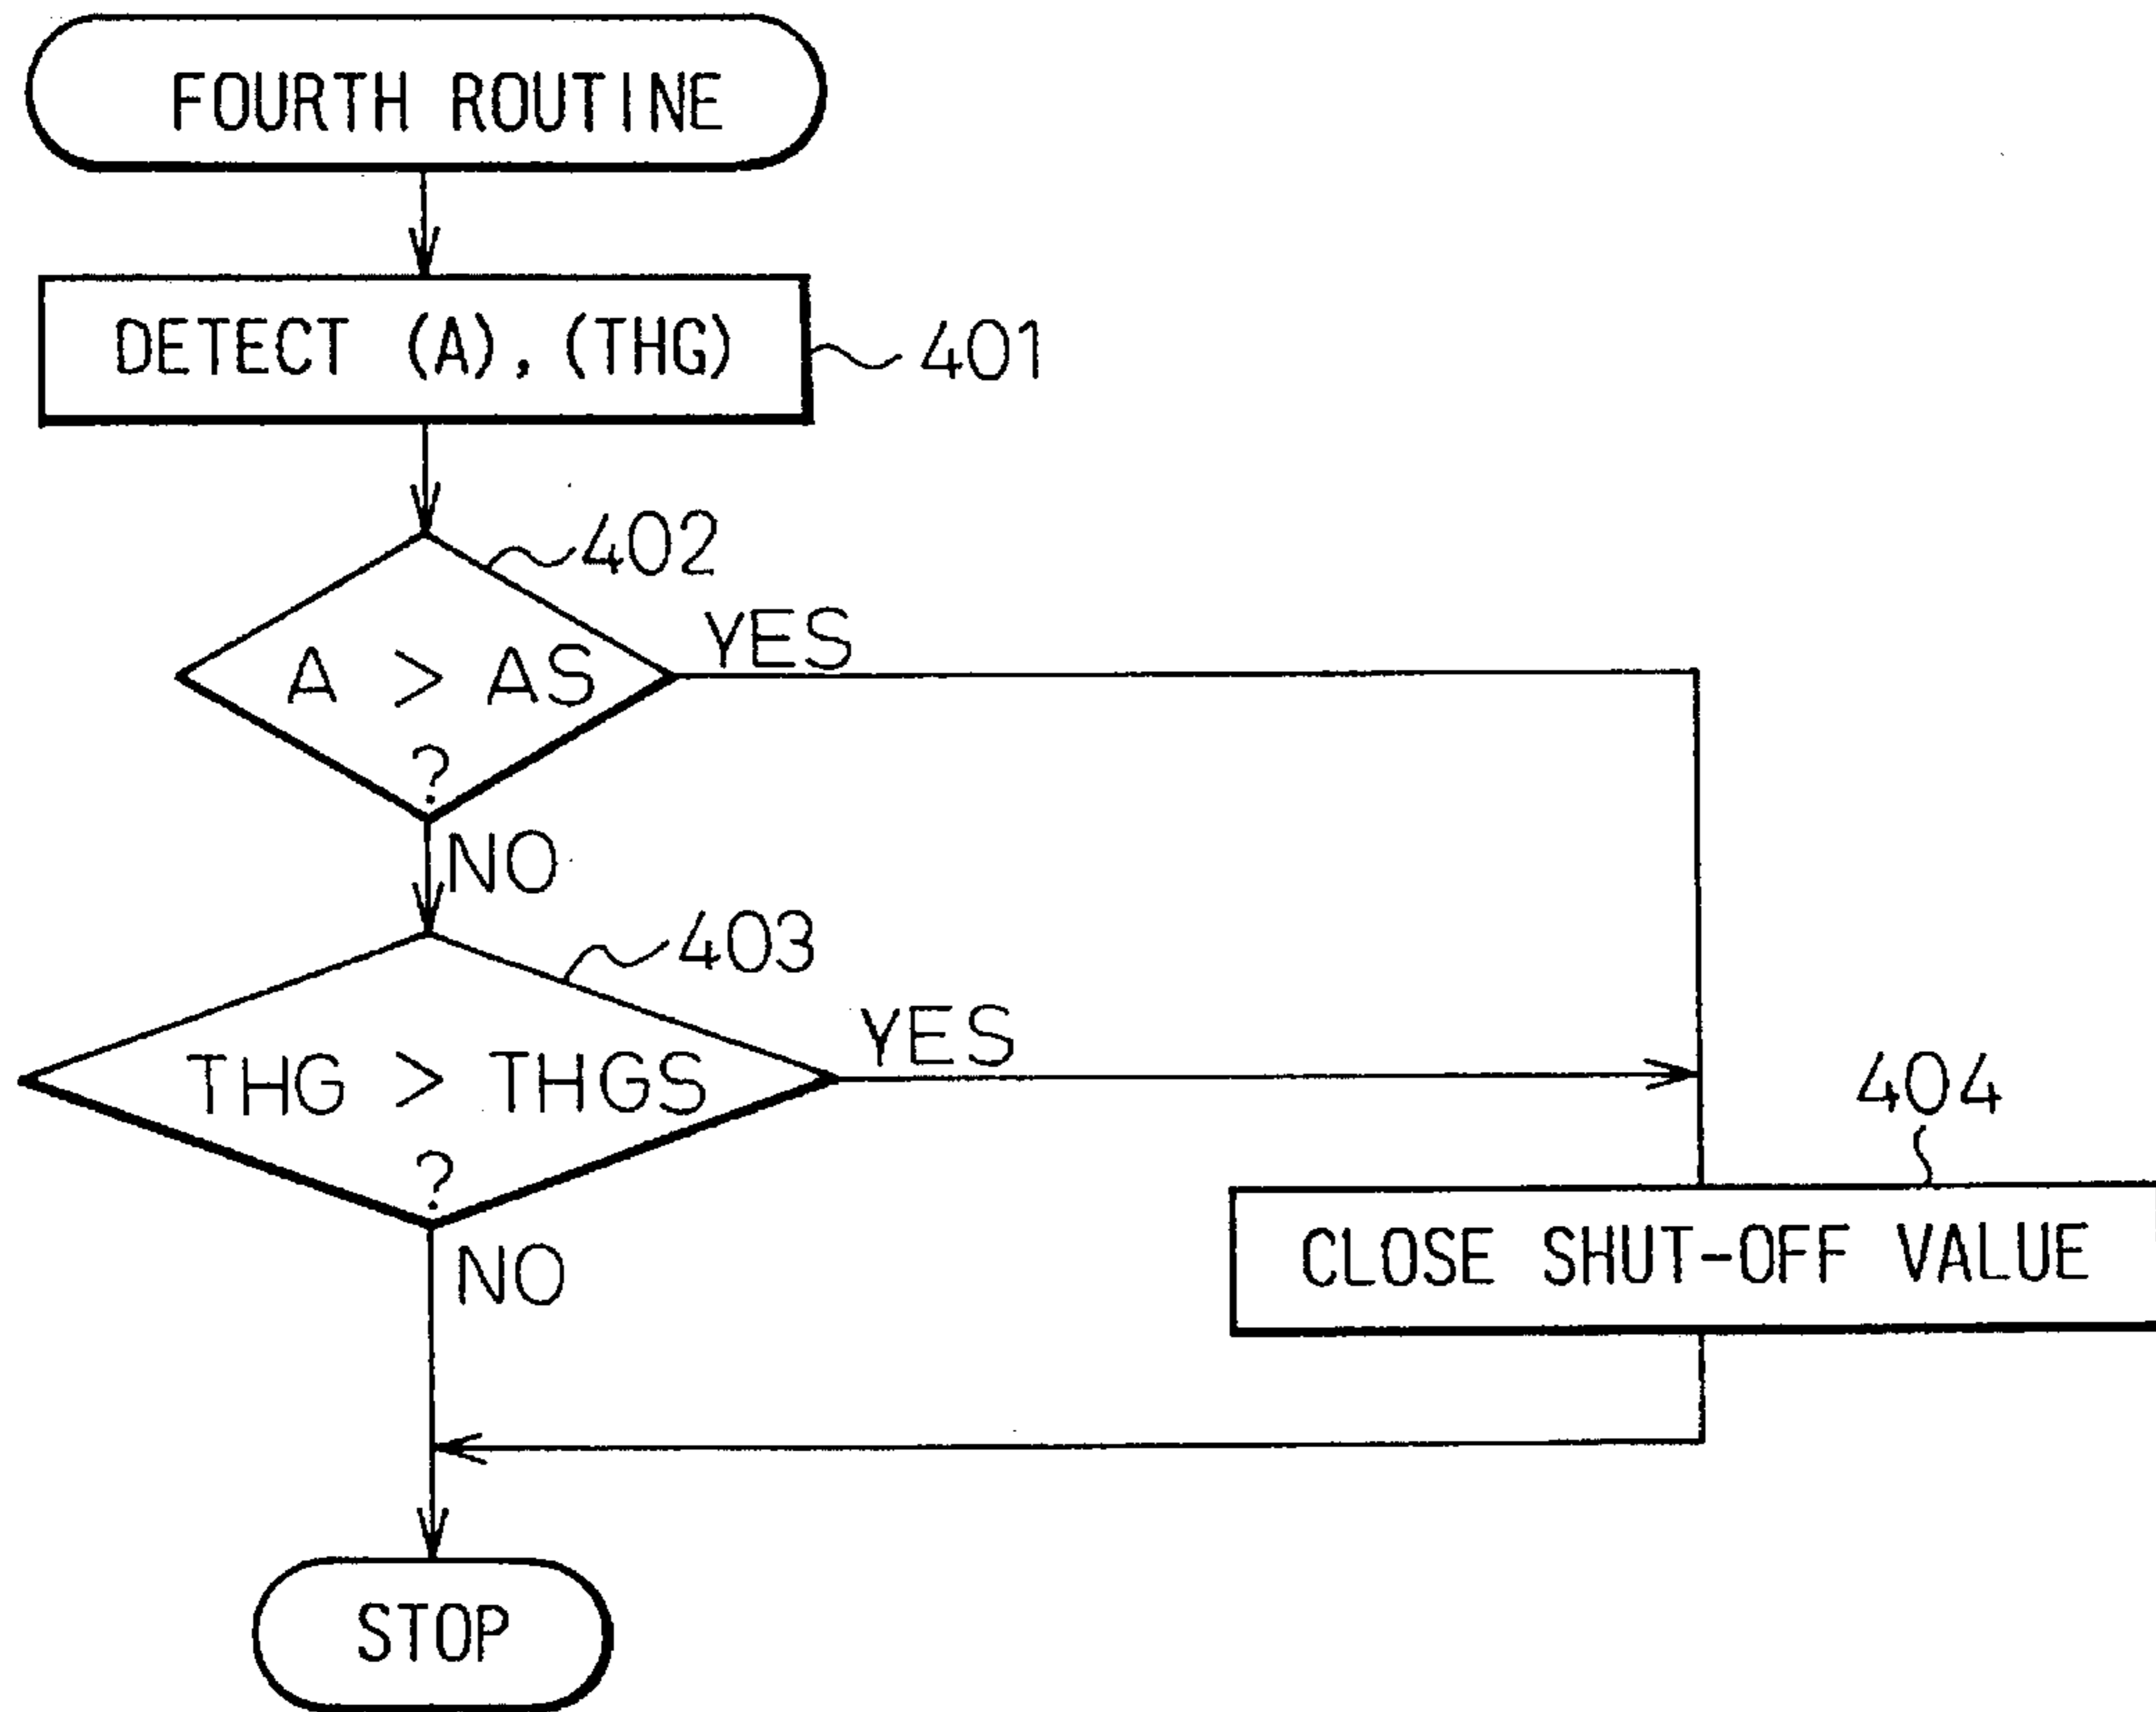 FOURTH ROUTINE
DETECT (A), (THG)
401
402
A > AS
?
YES
NO
403
THG > THGS
?
YES
NO
404
CLOSE SHUT-OFF VALUE
STOP